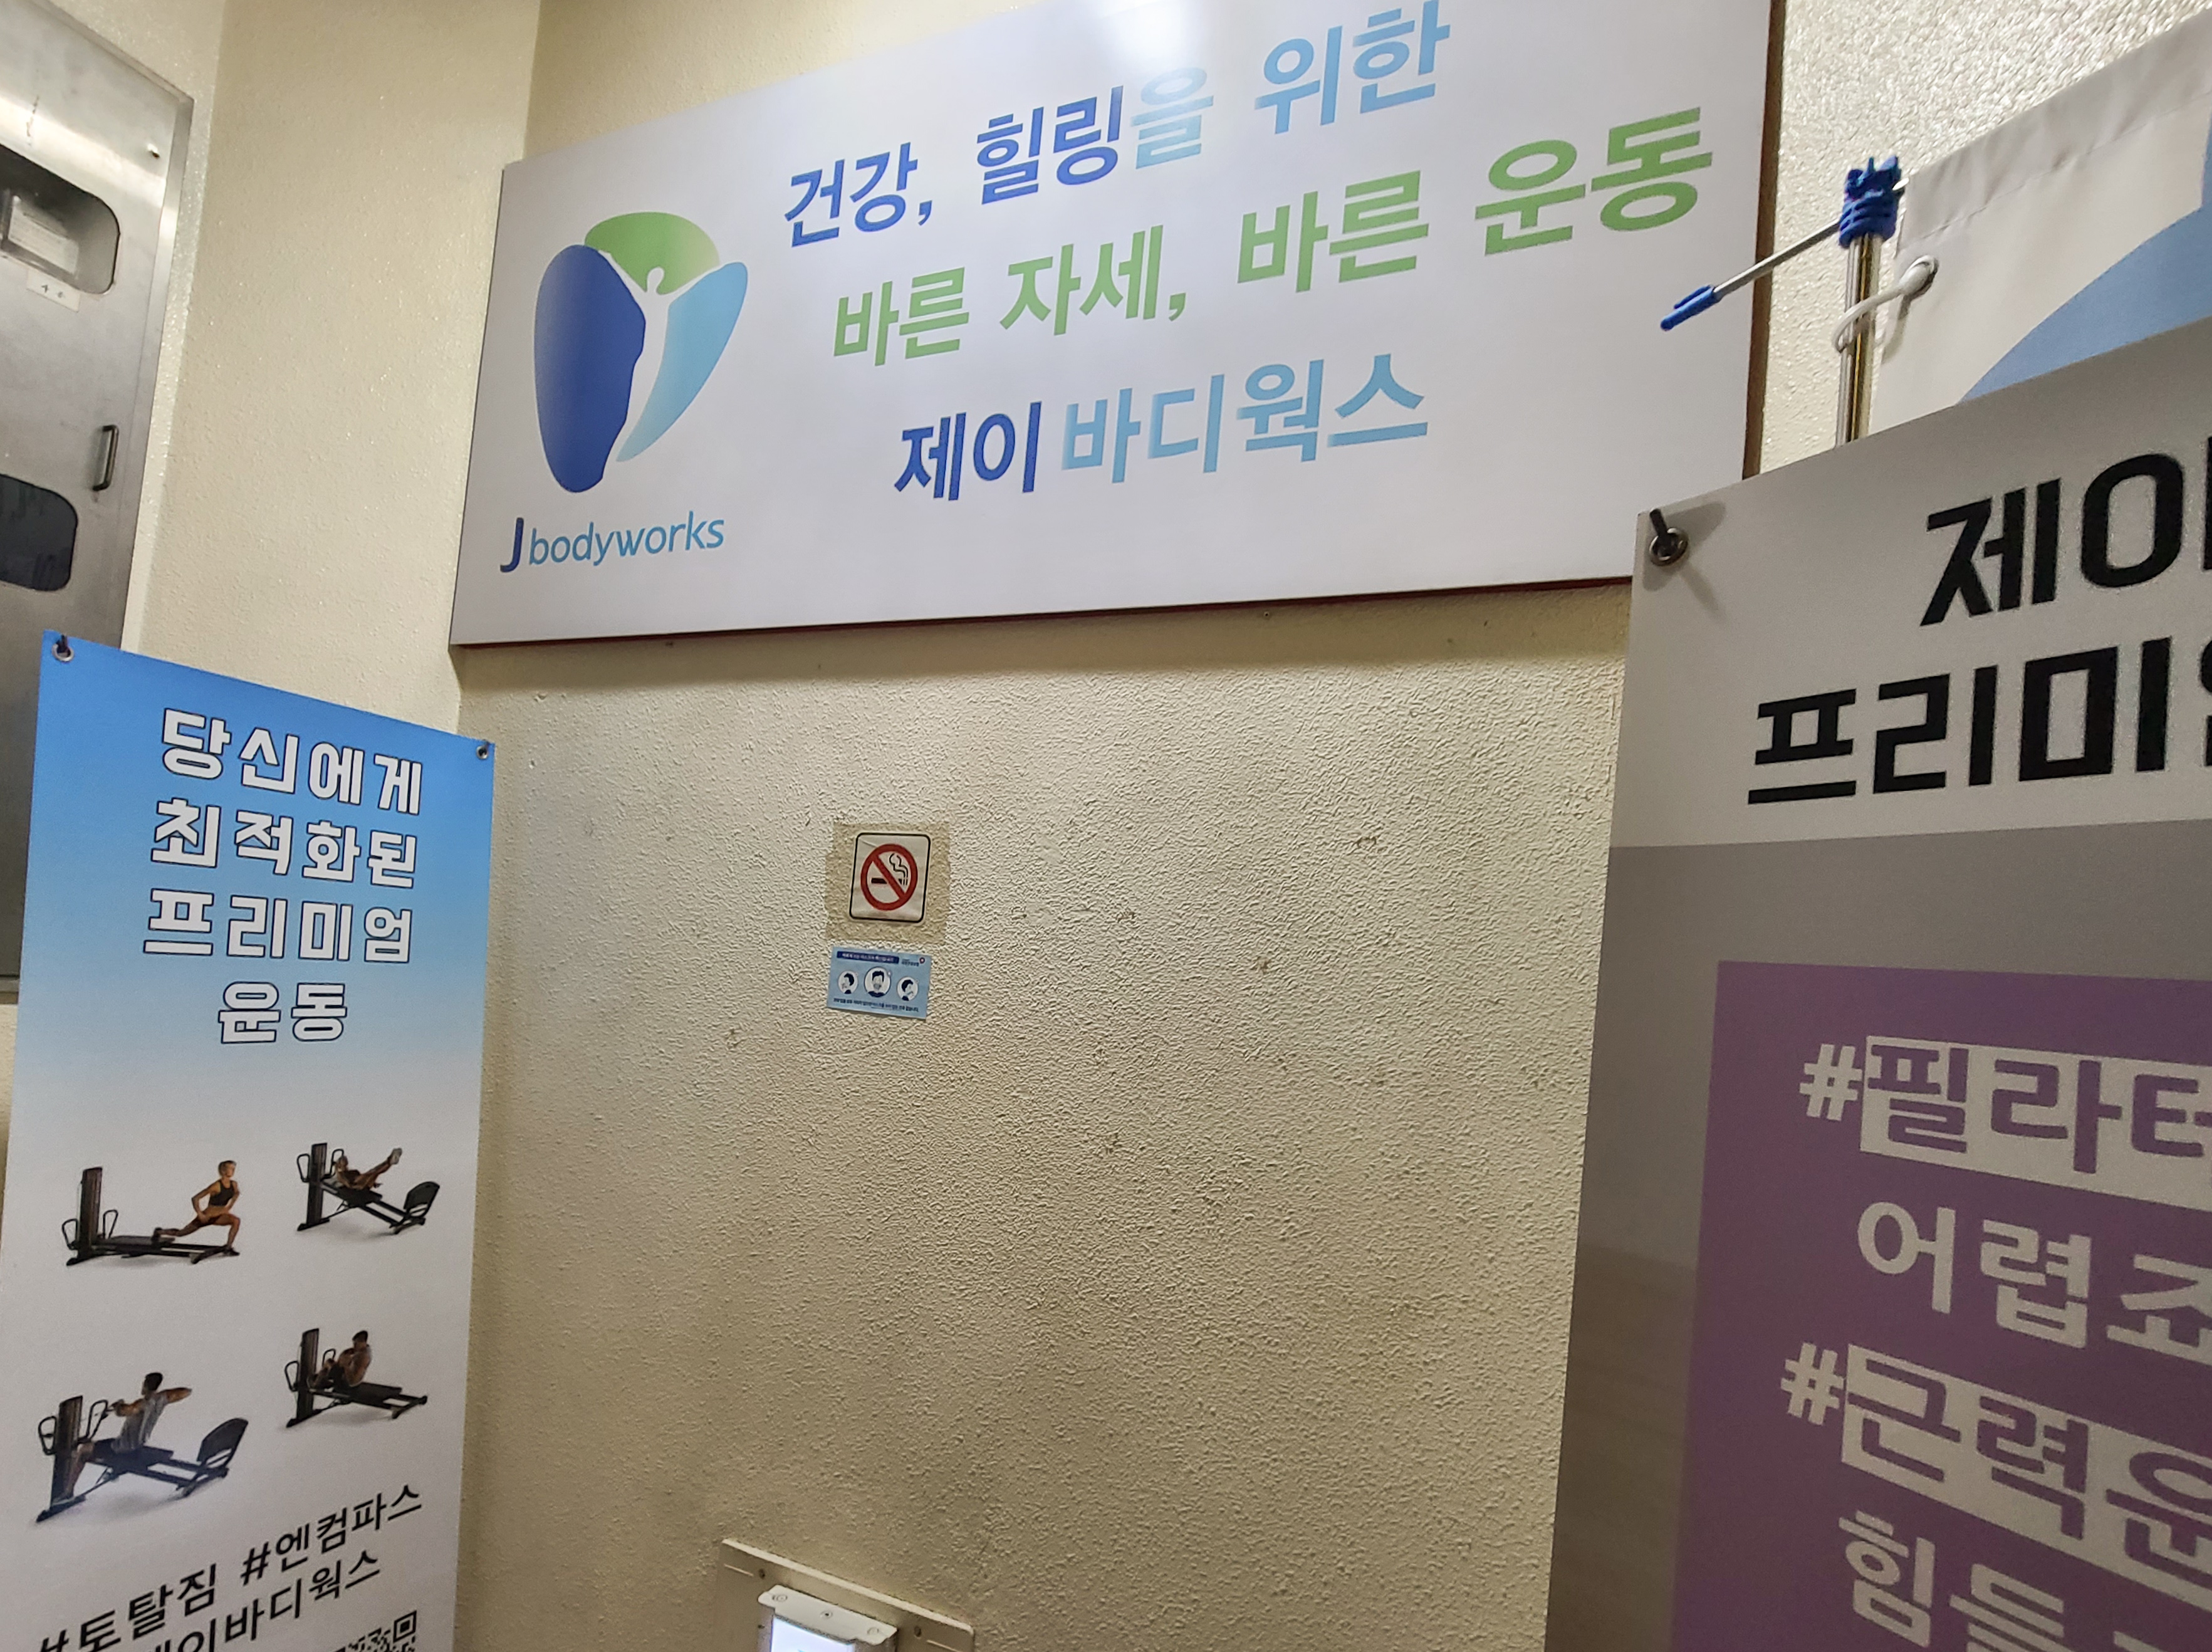 건강, 힐링을 위한
바른 자세, 바른 운동
제이바디웍스
J bodyworks
당신에게
최적화된
프리미엄
운동
#토탈짐 #엔컴파스
제이바디웍스
제이
프리미
#필라테
어렵죠
#근력운
힘들